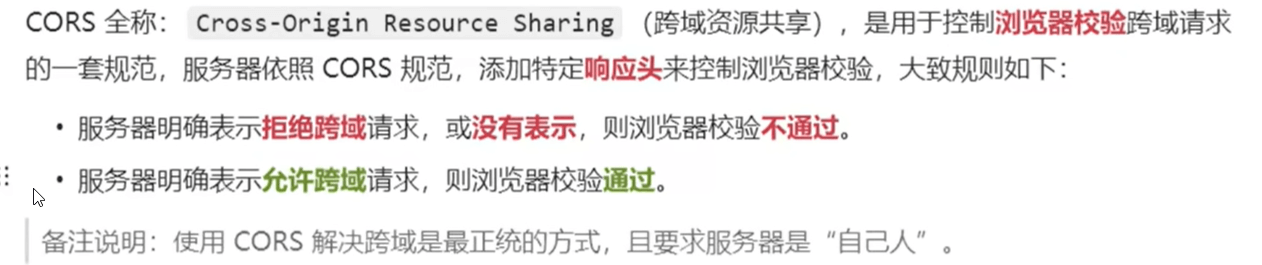 CORS 全称：Cross-Origin Resource Sharing（跨域资源共享），是用于控制浏览器校验跨域请求
的一套规范，服务器依照 CORS 规范，添加特定响应头来控制浏览器校验，大致规则如下：
• 服务器明确表示拒绝跨域请求，或没有表示，则浏览器校验不通过。
• 服务器明确表示允许跨域请求，则浏览器校验通过。
备注说明：使用 CORS 解决跨域是最正统的方式，且要求服务器是“自己人”。